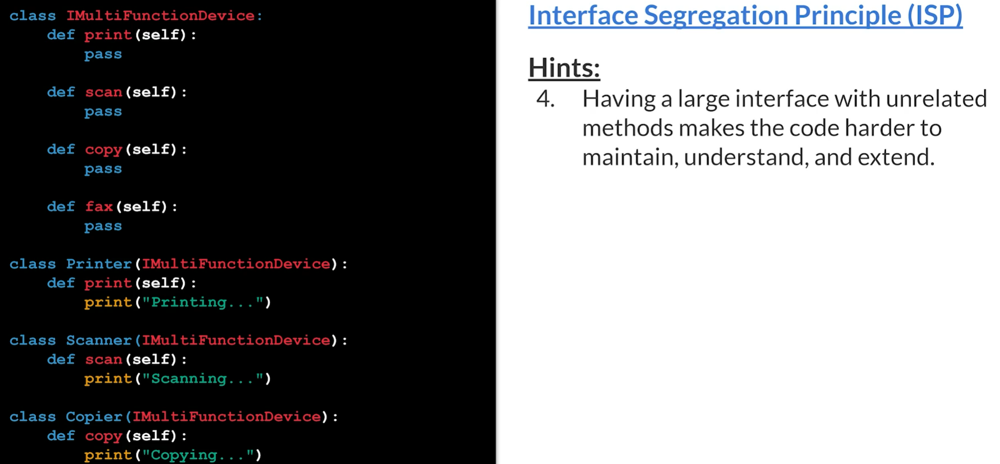 class IMultiFunctionDevice:
    def print(self):
        pass

    def scan(self):
        pass

    def copy(self):
        pass

    def fax(self):
        pass

class Printer(IMultiFunctionDevice):
    def print(self):
        print("Printing...")

class Scanner(IMultiFunctionDevice):
    def scan(self):
        print("Scanning...")

class Copier(IMultiFunctionDevice):
    def copy(self):
        print("Copying...")
Interface Segregation Principle (ISP)
Hints:
4. Having a large interface with unrelated
methods makes the code harder to
maintain, understand, and extend.